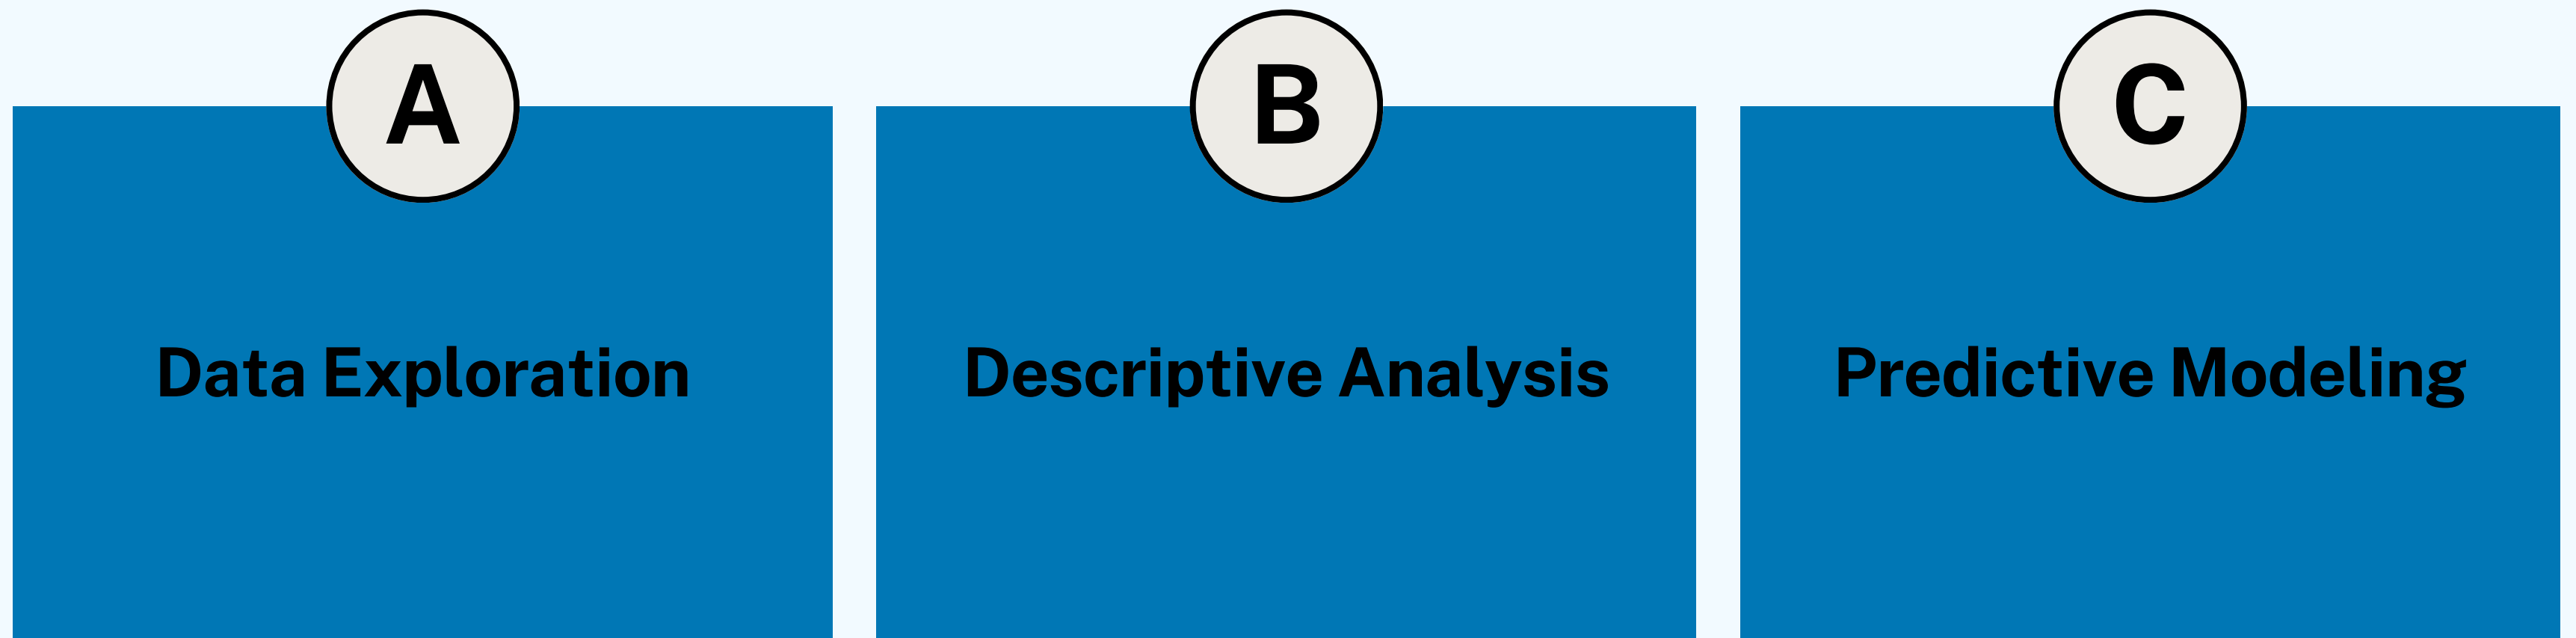 A
Data Exploration
B
Descriptive Analysis
C
Predictive Modeling